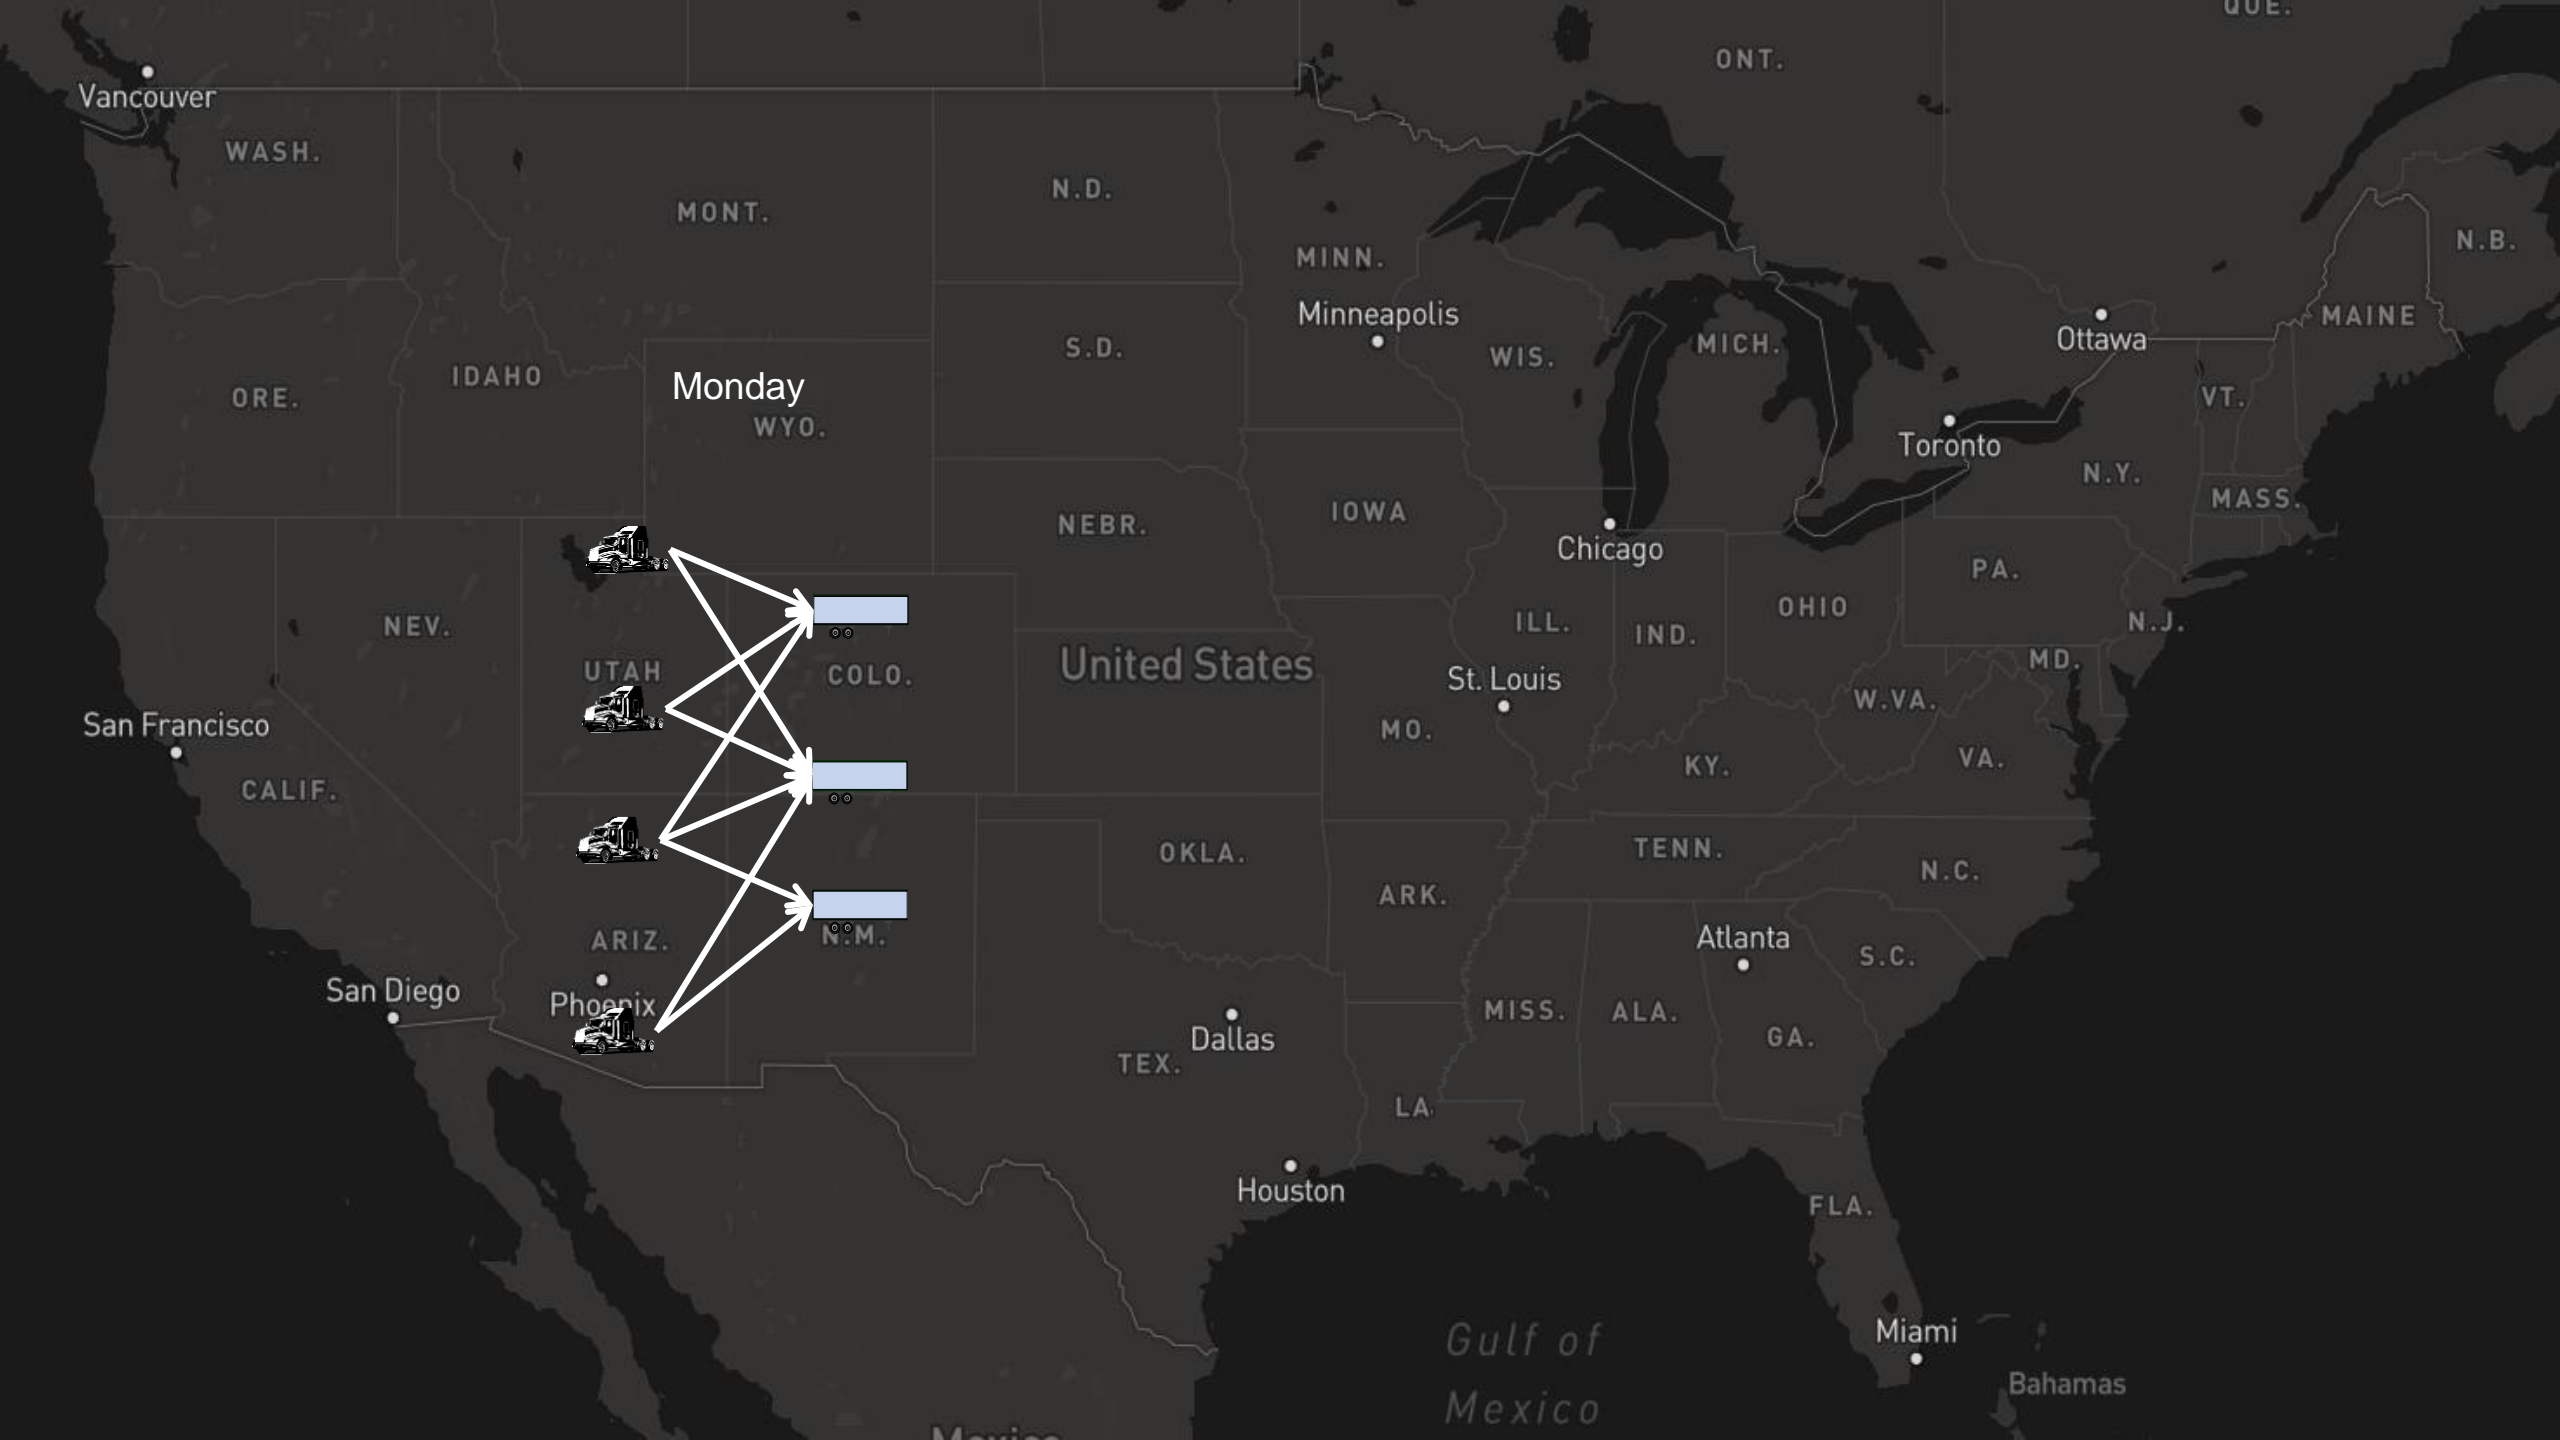 QUE.
ONT.
Vancouver
WASH.
N.D.
MONT.
N.B.
MINN.
Minneapolis
MAINE
Ottawa
MICH.
S.D.
WIS.
IDAHO
Monday
ORE.
VT.
WYO.
Toronto
N.Y.
MASS.
IOWA
NEBR.
Chicago
PA.
OHIO
ILL.
N.J.
NEV.
IND.
MD.
United States
UTAH
COLO.
St. Louis
W.VA.
San Francisco
MO.
VA.
KY.
CALIF.
TENN.
OKLA.
N.C.
ARK.
N.M.
Atlanta
ARIZ.
S.C.
San Diego
Phoenix
MISS.
ALA.
GA.
Dallas
TEX.
LA.
Houston
FLA.
Miami
Gulf of
Mexico
Bahamas
Mexico